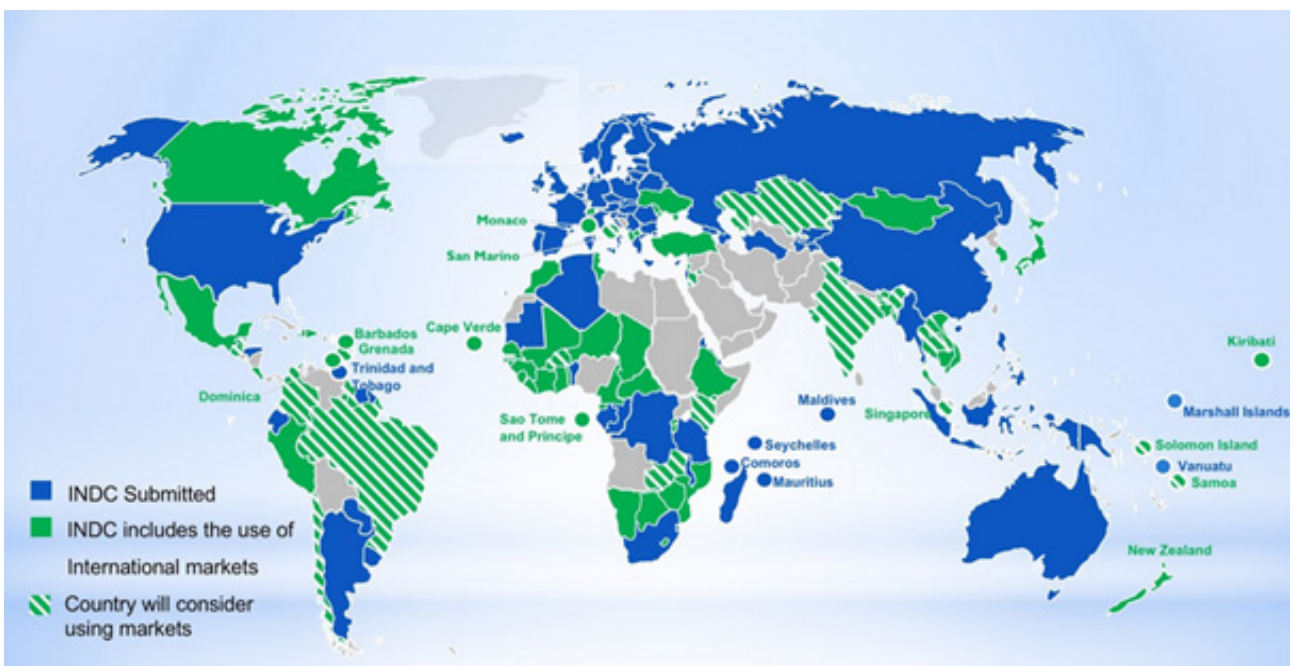 Monaco
San Marino
Barbados
Grenada
Cape Verde
Trinidad and
Tobago
Dominica
Kiribati
Maldives
Singapore
Marshall Islands
Sao Tome
and Principe
Seychelles
Solomon Island
Comoros
Vanuatu
Mauritius
Samoa
INDC Submitted
INDC includes the use of
International markets
Country will consider
using markets
New Zealand